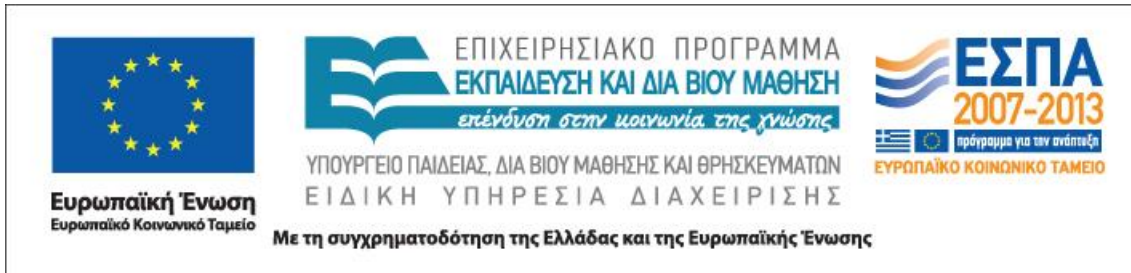 Ευρωπαϊκή Ένωση
Ευρωπαϊκό Κοινωνικό Ταμείο
ΕΠΙΧΕΙΡΗΣΙΑΚΟ ΠΡΟΓΡΑΜΜΑ
ΕΚΠΑΙΔΕΥΣΗ ΚΑΙ ΔΙΑ ΒΙΟΥ ΜΑΘΗΣΗ
επένδυση στην κοινωνία της γνώσης
ΥΠΟΥΡΓΕΙΟ ΠΑΙΔΕΙΑΣ, ΔΙΑ ΒΙΟΥ ΜΑΘΗΣΗΣ ΚΑΙ ΘΡΗΣΚΕΥΜΑΤΩΝ
ΕΙΔΙΚΗ ΥΠΗΡΕΣΙΑ ΔΙΑΧΕΙΡΙΣΗΣ
Με τη συγχρηματοδότηση της Ελλάδας και της Ευρωπαϊκής Ένωσης
ΕΣΠΑ
2007-2013
πρόγραμμα για την ανάπτυξη
ΕΥΡΩΠΑΪΚΟ ΚΟΙΝΩΝΙΚΟ ΤΑΜΕΙΟ